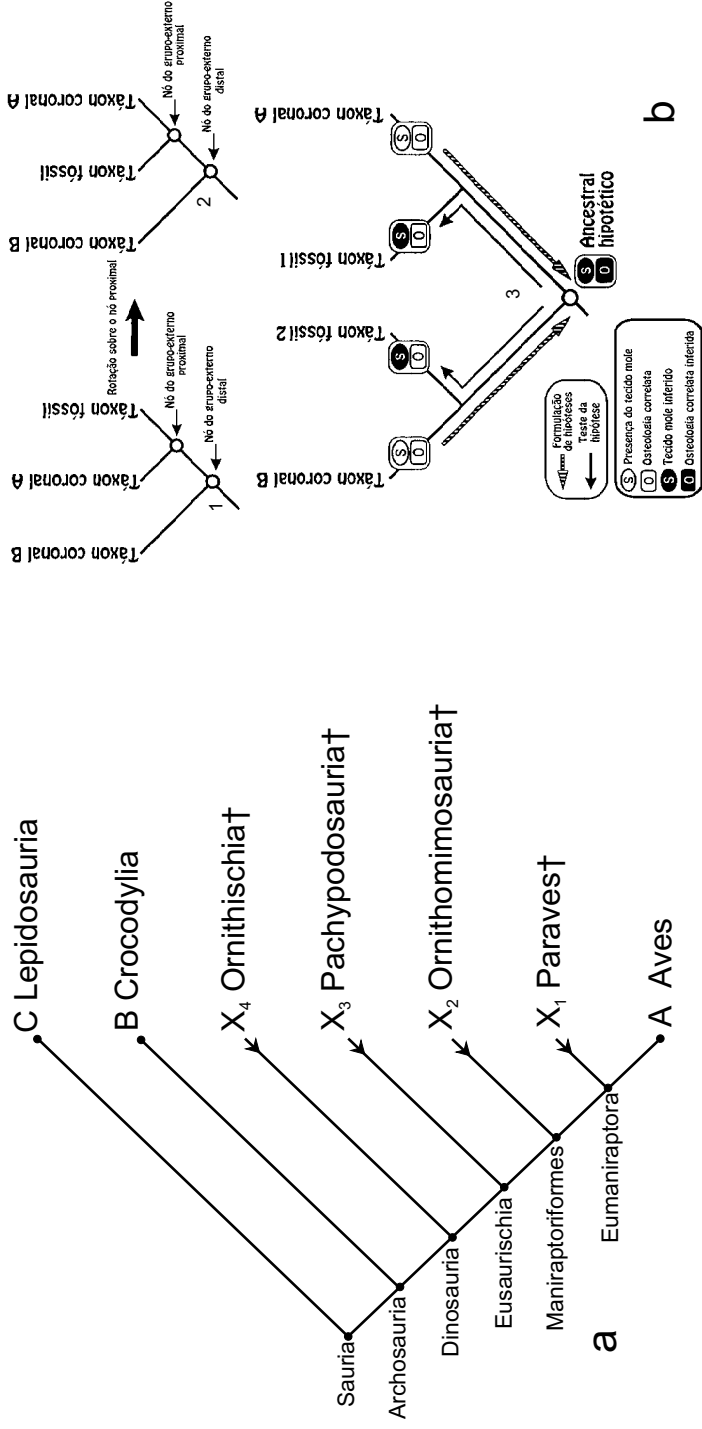 C Lepidosauria
B Crocodylia
X4 Ornithischia†
X3 Pachypodosauria†
X2 Ornithomimosauria†
X1 Paraves†
A Aves
Sauria
Archosauria
Dinosauria
Eusaurischia
Maniraptoriformes
Eumaniraptora
a
Táxon coronal B
Táxon coronal A
Táxon fóssil
Nó do grupo-externo
proximal
Nó do grupo-externo
distal
1
Rotação sobre o nó proximal
Táxon coronal B
Táxon fóssil
Táxon coronal A
Nó do grupo-externo
proximal
Nó do grupo-externo
distal
2
Táxon coronal B
Táxon fóssil 2
Táxon fóssil 1
Táxon coronal A
S
O
S
O
S
O
S
O
3
S
O
Ancestral
hipotético
Formulação
de hipóteses
Teste da
hipótese
S Presença do tecido mole
O Osteologia correlata
S Tecido mole inferido
O Osteologia correlata inferida
b